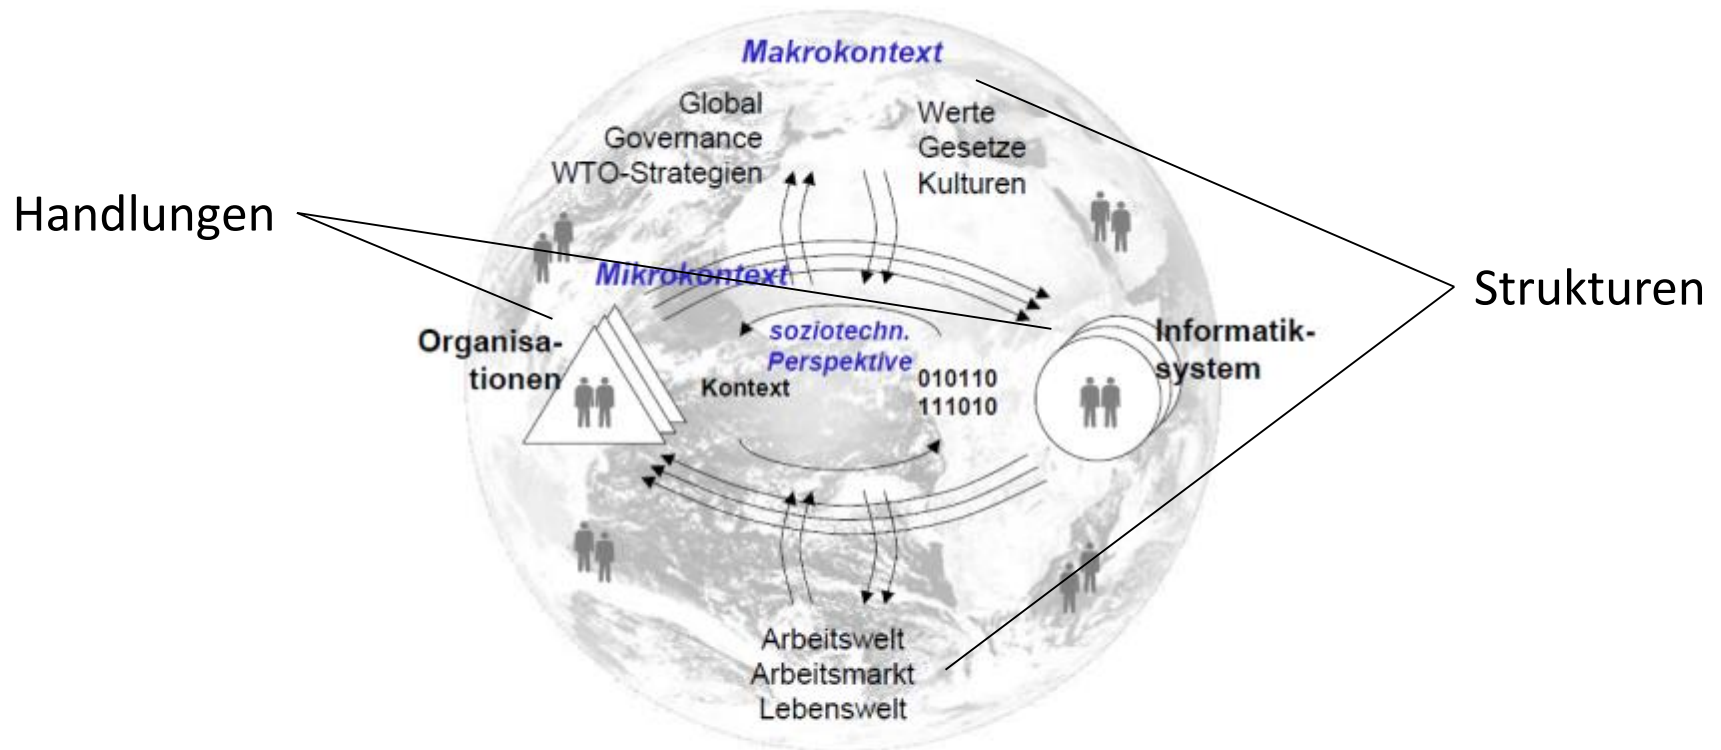 Makrokontext
Global
Governance
WTO-Strategien
Werte
Gesetze
Kulturen
Handlungen
Mikrokontext
Strukturen
Organisa-
tionen
soziotechn.
Perspektive
Kontext
010110
111010
Informatik-
system
Arbeitswelt
Arbeitsmarkt
Lebenswelt